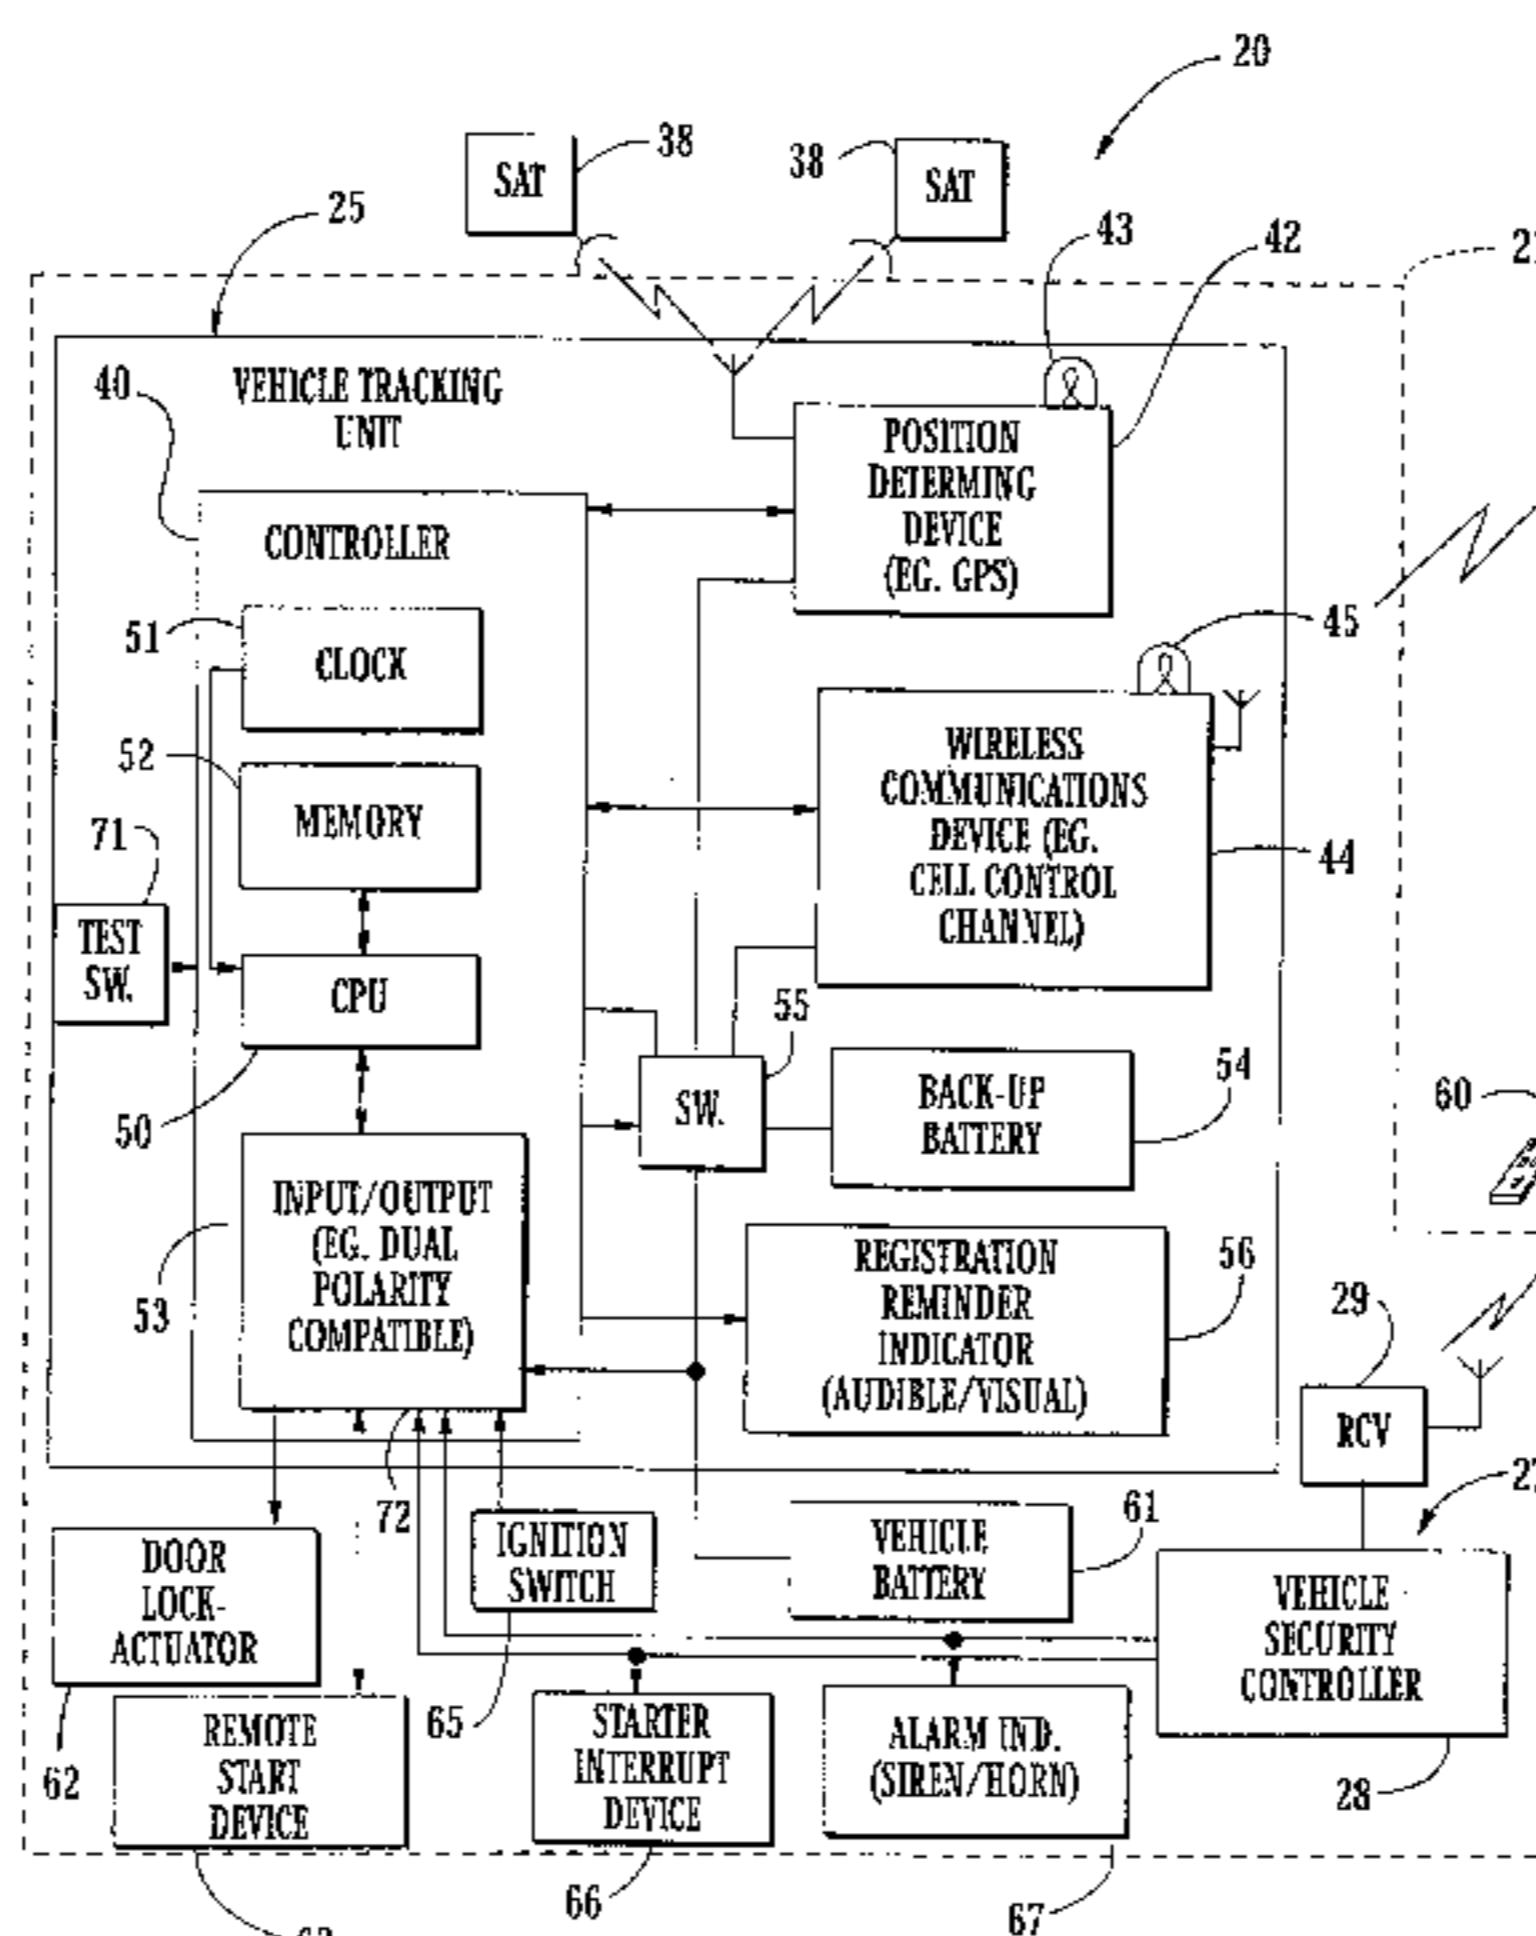 20
SAT
38
38
SAT
25
43
42
40
VEHICLE TRACKING
UNIT
POSITION
DETERMING
DEVICE
(EG. GPS)
CONTROLLER
51
CLOCK
45
52
MEMORY
WIRELESS
COMMUNICATIONS
DEVICE (EG.
CELL CONTROL
CHANNEL)
44
71
TEST
SW.
CPU
50
55
SW.
BACK-UP
BATTERY
54
60
INPUT/OUTPUT
(EG. DUAL
POLARITY
COMPATIBLE)
53
REGISTRATION
REMINDER
INDICATOR
(AUDIBLE/VISUAL)
56
29
RCV
72
DOOR
LOCK-
ACTUATOR
62
IGNITION
SWITCH
65
VEHICLE
BATTERY
61
VEHICLE
SECURITY
CONTROLLER
28
REMOTE
START
DEVICE
STARTER
INTERRUPT
DEVICE
66
ALARM IND.
(SIREN/HORN)
67